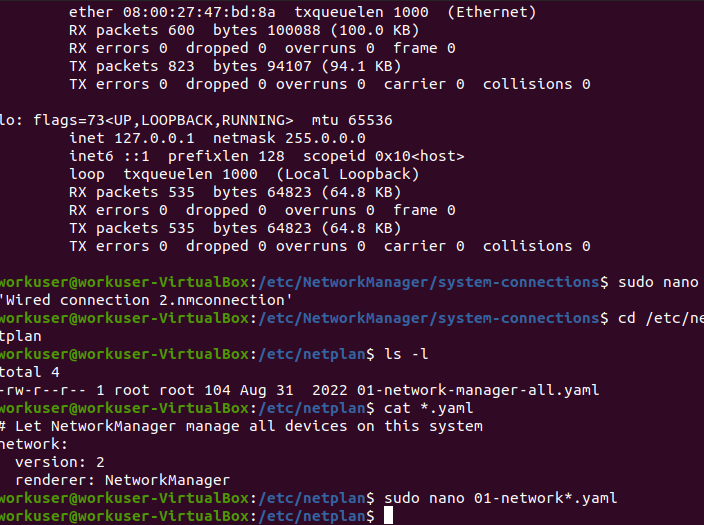 ether 08:00:27:47:bd:8a  txqueuelen 1000  (Ethernet)
RX packets 600  bytes 100088 (100.0 KB)
RX errors 0  dropped 0  overruns 0  frame 0
TX packets 823  bytes 94107 (94.1 KB)
TX errors 0  dropped 0 overruns 0  carrier 0  collisions 0
lo: flags=73<UP,LOOPBACK,RUNNING>  mtu 65536
inet 127.0.0.1  netmask 255.0.0.0
inet6 ::1  prefixlen 128  scopeid 0x10<host>
loop  txqueuelen 1000  (Local Loopback)
RX packets 535  bytes 64823 (64.8 KB)
RX errors 0  dropped 0  overruns 0  frame 0
TX packets 535  bytes 64823 (64.8 KB)
TX errors 0  dropped 0 overruns 0  carrier 0  collisions 0
workuser@workuser-VirtualBox:/etc/NetworkManager/system-connections$ sudo nano
'Wired connection 2.nmconnection'
workuser@workuser-VirtualBox:/etc/NetworkManager/system-connections$ cd /etc/ne
tplan
workuser@workuser-VirtualBox:/etc/netplan$ ls -l
total 4
-rw-r--r-- 1 root root 104 Aug 31  2022 01-network-manager-all.yaml
workuser@workuser-VirtualBox:/etc/netplan$ cat *.yaml
# Let NetworkManager manage all devices on this system
network:
  version: 2
  renderer: NetworkManager
workuser@workuser-VirtualBox:/etc/netplan$ sudo nano 01-network*.yaml
workuser@workuser-VirtualBox:/etc/netplan$